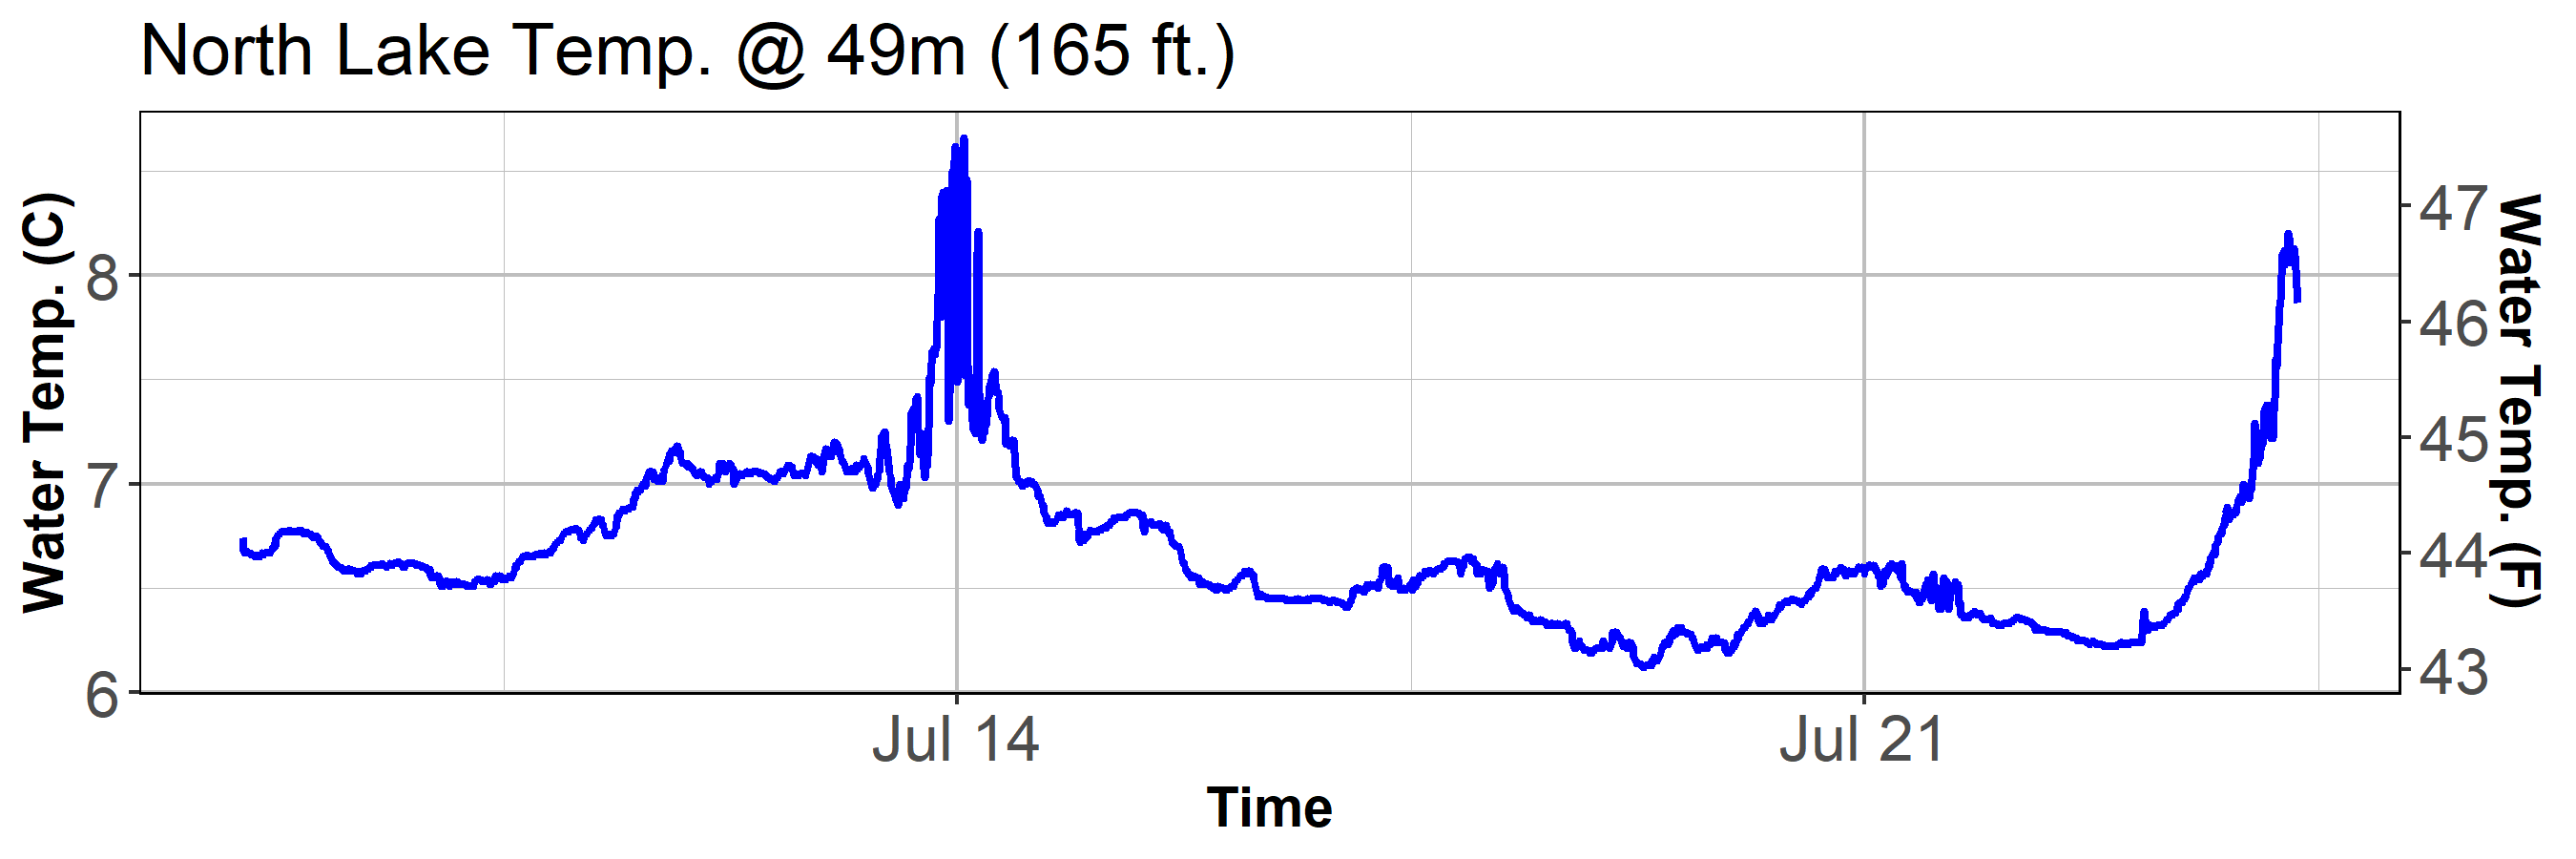 North Lake Temp. @ 49m (165 ft.)
Water Temp. (C)
8
7
6
47
46
45
44
43
Water Temp. (F)
Jul 14
Jul 21
Time